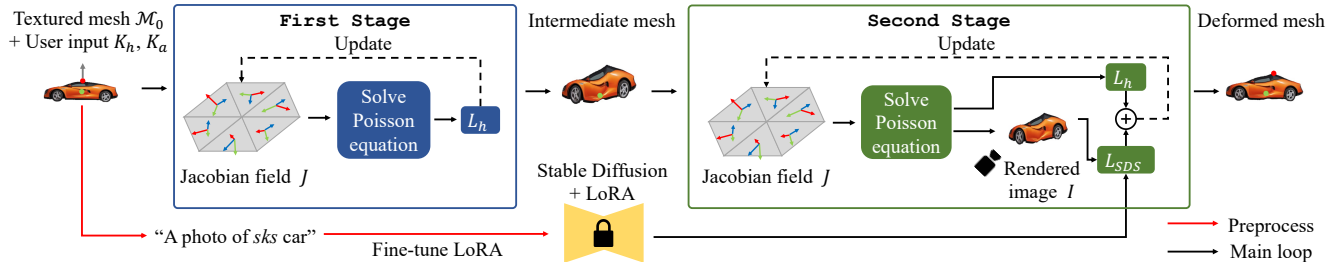 Textured mesh ℳ₀
+ User input Kₕ, Kₐ
First Stage
Update
Solve
Poisson
equation
Lₕ
Jacobian field J
Intermediate mesh
Second Stage
Update
Solve
Poisson
equation
Lₕ
+
L_SDS
Rendered
image I
Jacobian field J
Deformed mesh
Stable Diffusion
+ LoRA
“A photo of sks car”
Fine-tune LoRA
Preprocess
Main loop